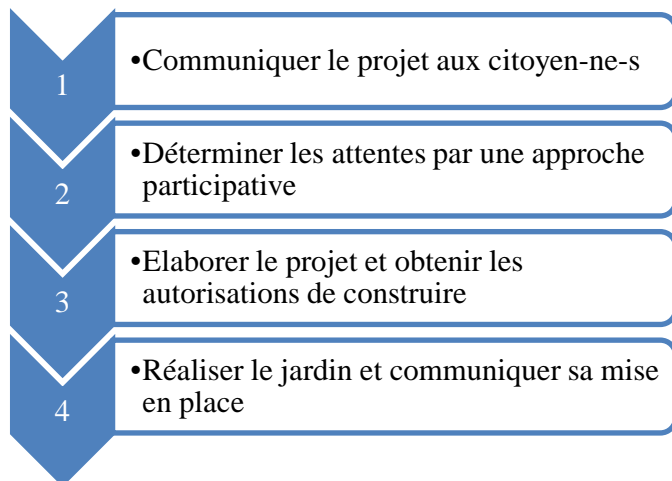 1
•Communiquer le projet aux citoyen-ne-s
2
•Déterminer les attentes par une approche
participative
3
•Elaborer le projet et obtenir les
autorisations de construire
4
•Réaliser le jardin et communiquer sa mise
en place